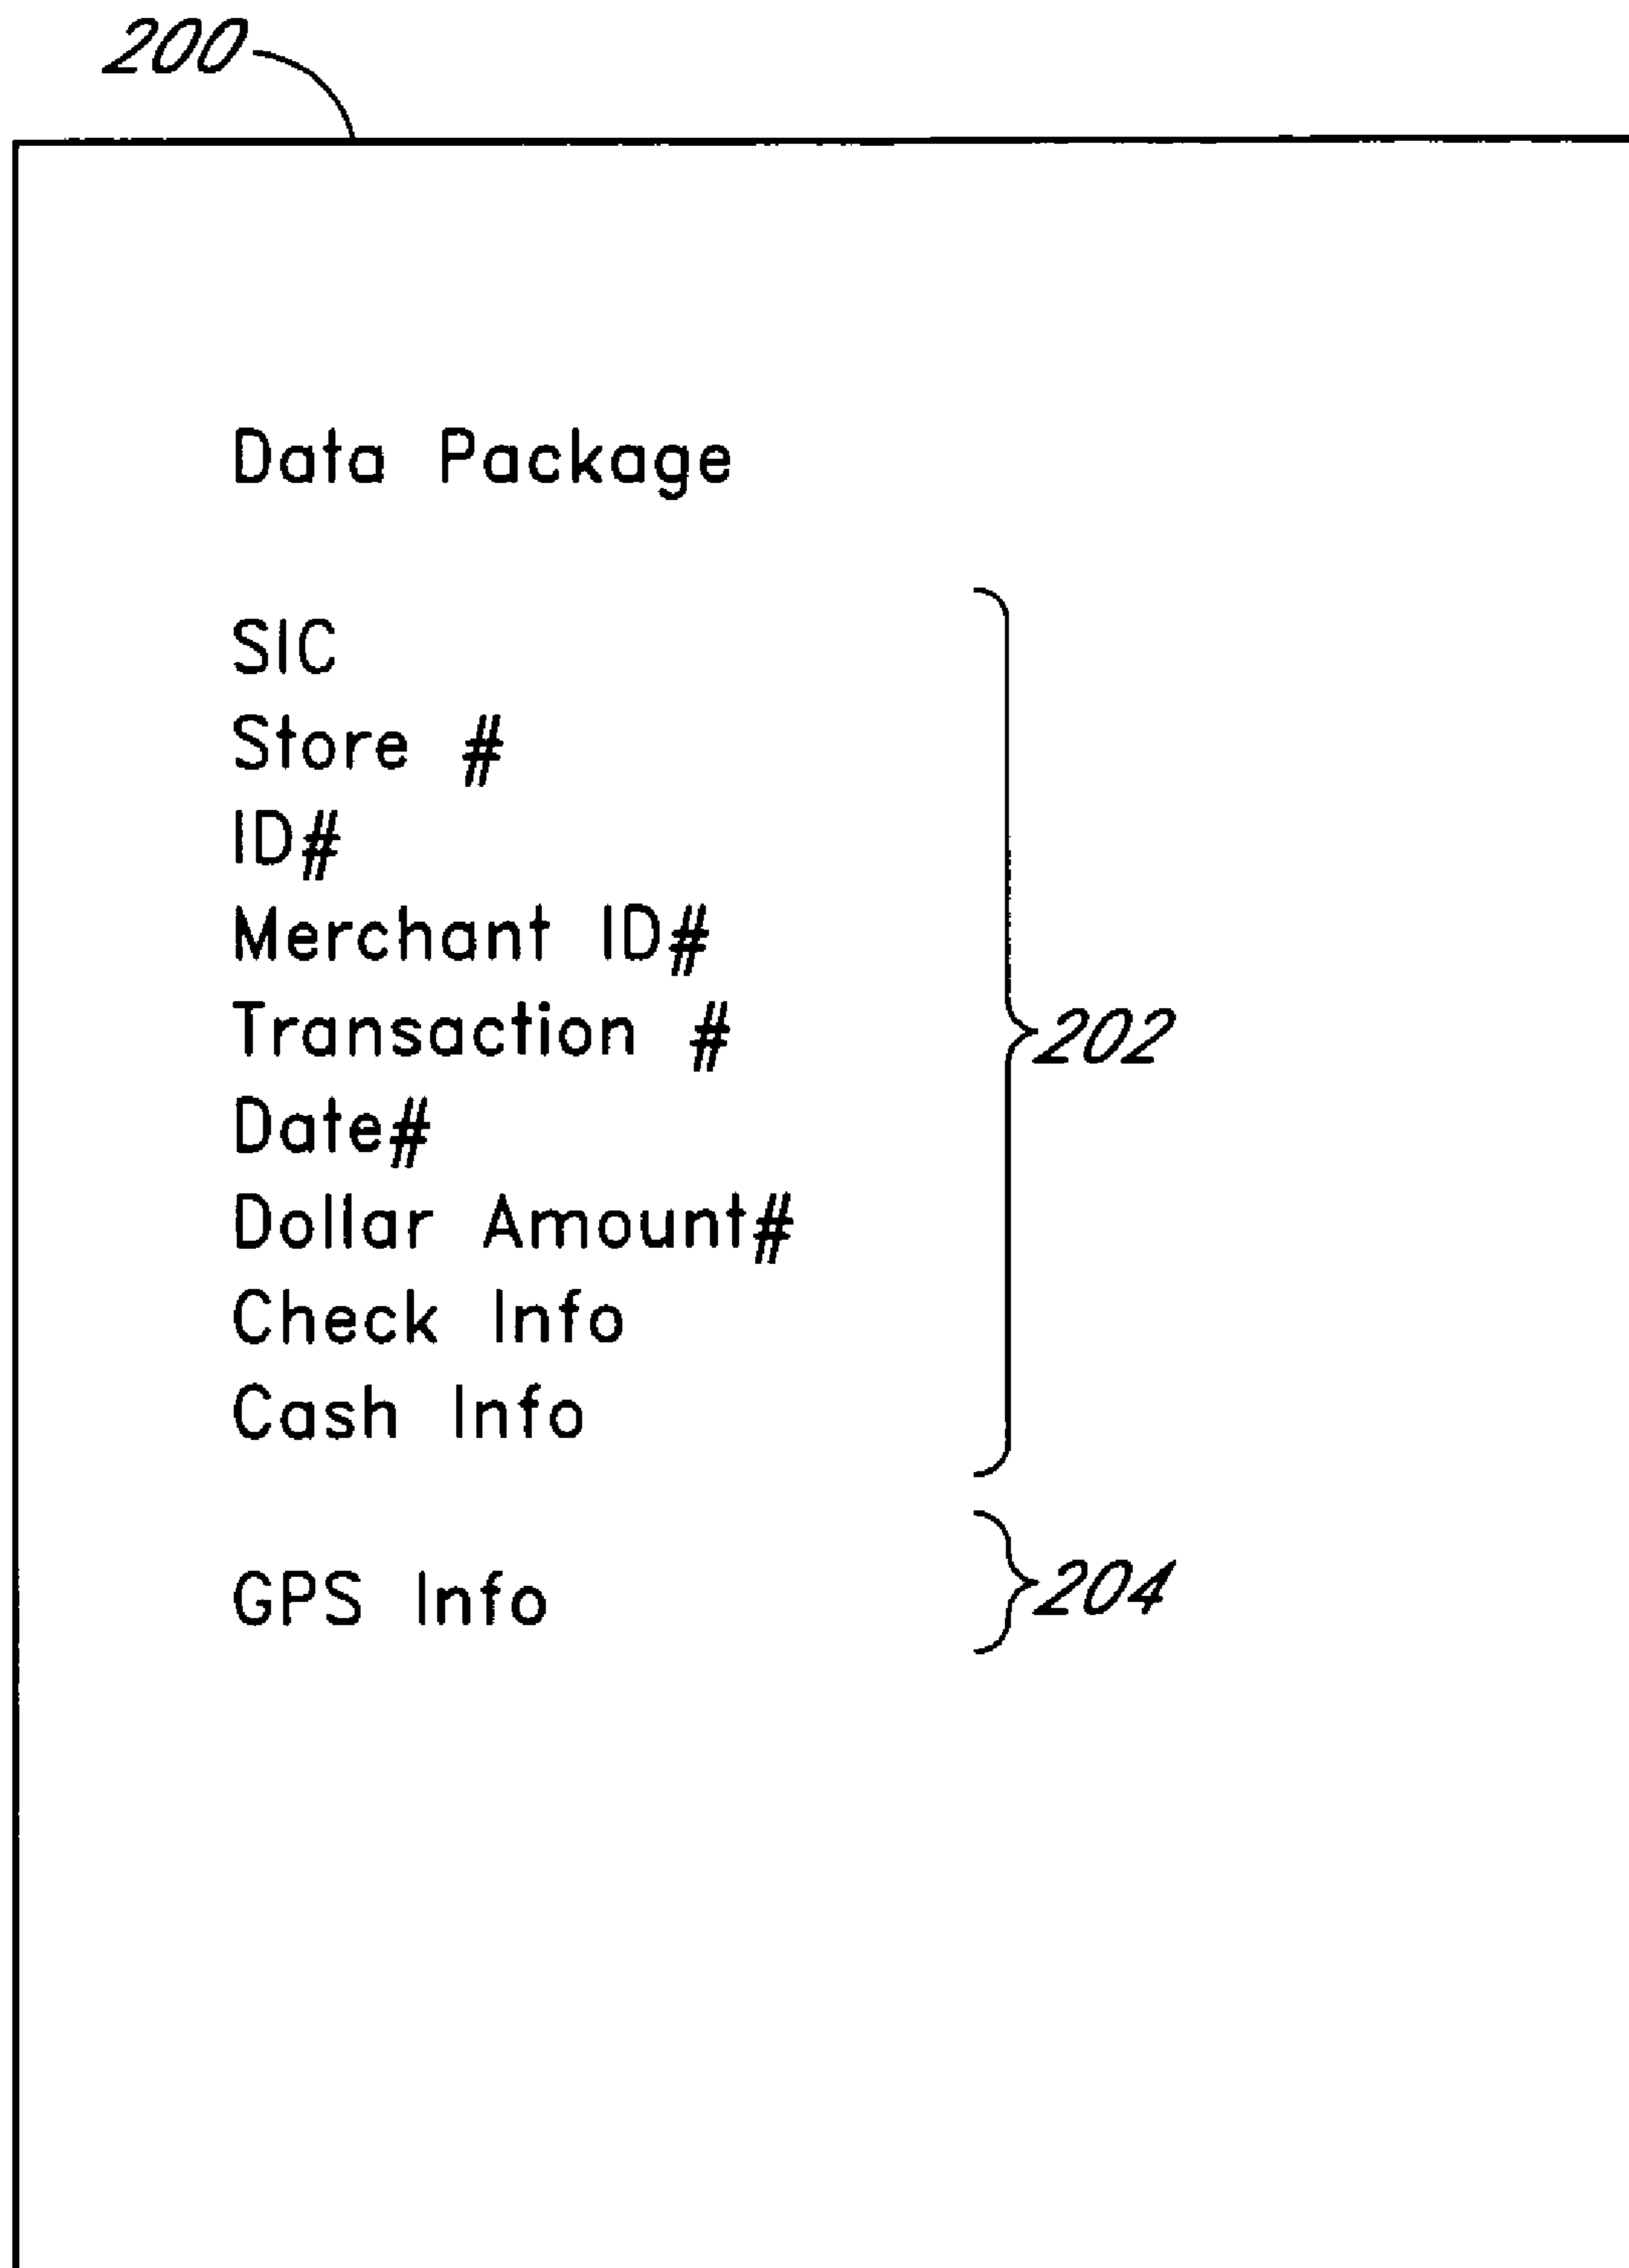 200
Data Package
SIC
Store #
ID#
Merchant ID#
Transaction #
202
Date#
Dollar Amount#
Check Info
Cash Info
GPS Info
204